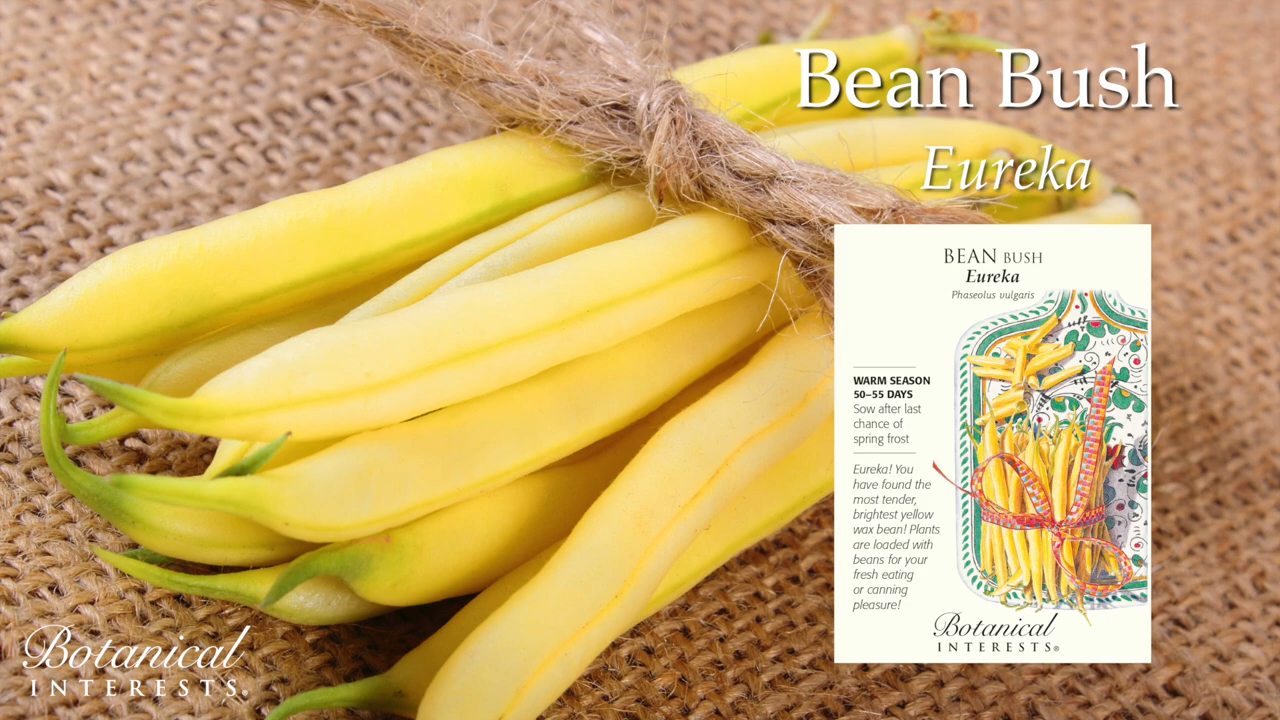 Bean Bush
Eureka
BEAN BUSH
Eureka
Phaseolus vulgaris
WARM SEASON
50–55 DAYS
Sow after last
chance of
spring frost
Eureka! You
have found the
most tender,
brightest yellow
wax bean! Plants
are loaded with
beans for your
fresh eating
or canning
pleasure!
Botanical
INTERESTS®
Botanical
INTERESTS®